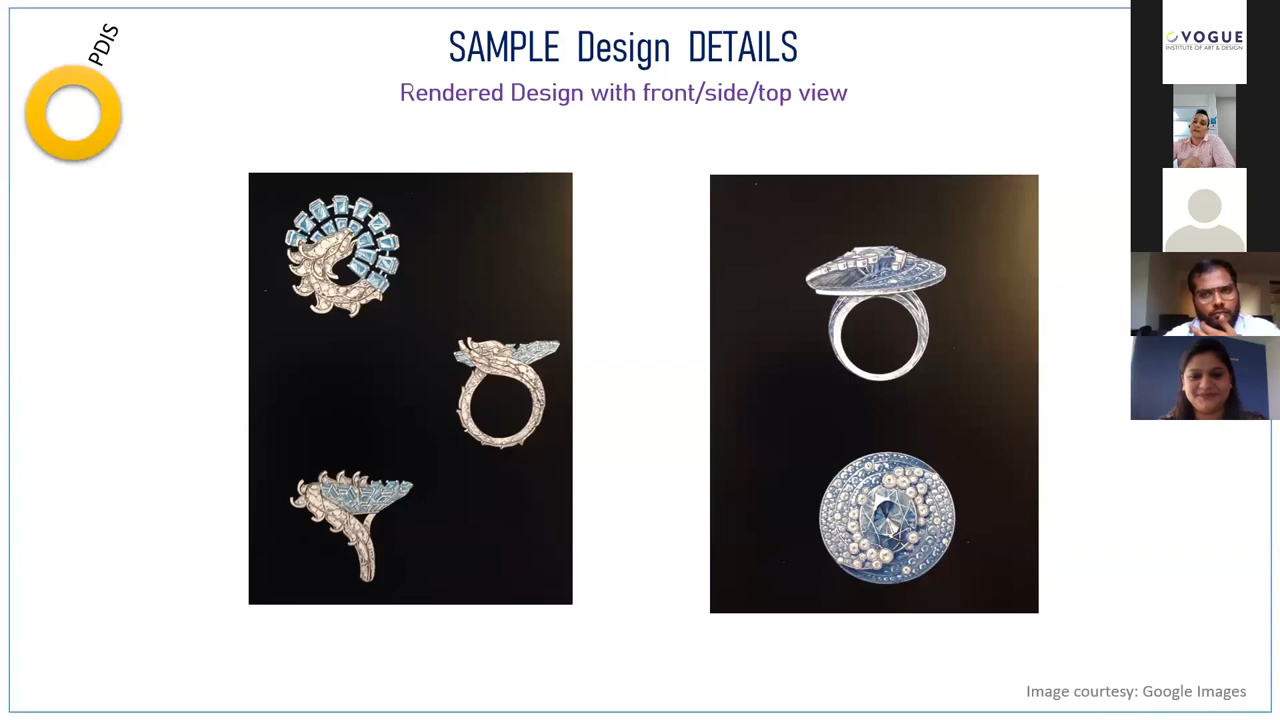 PDIS
SAMPLE Design DETAILS
Rendered Design with front/side/top view
VOGUE
INSTITUTE OF ART & DESIGN
Image courtesy: Google Images